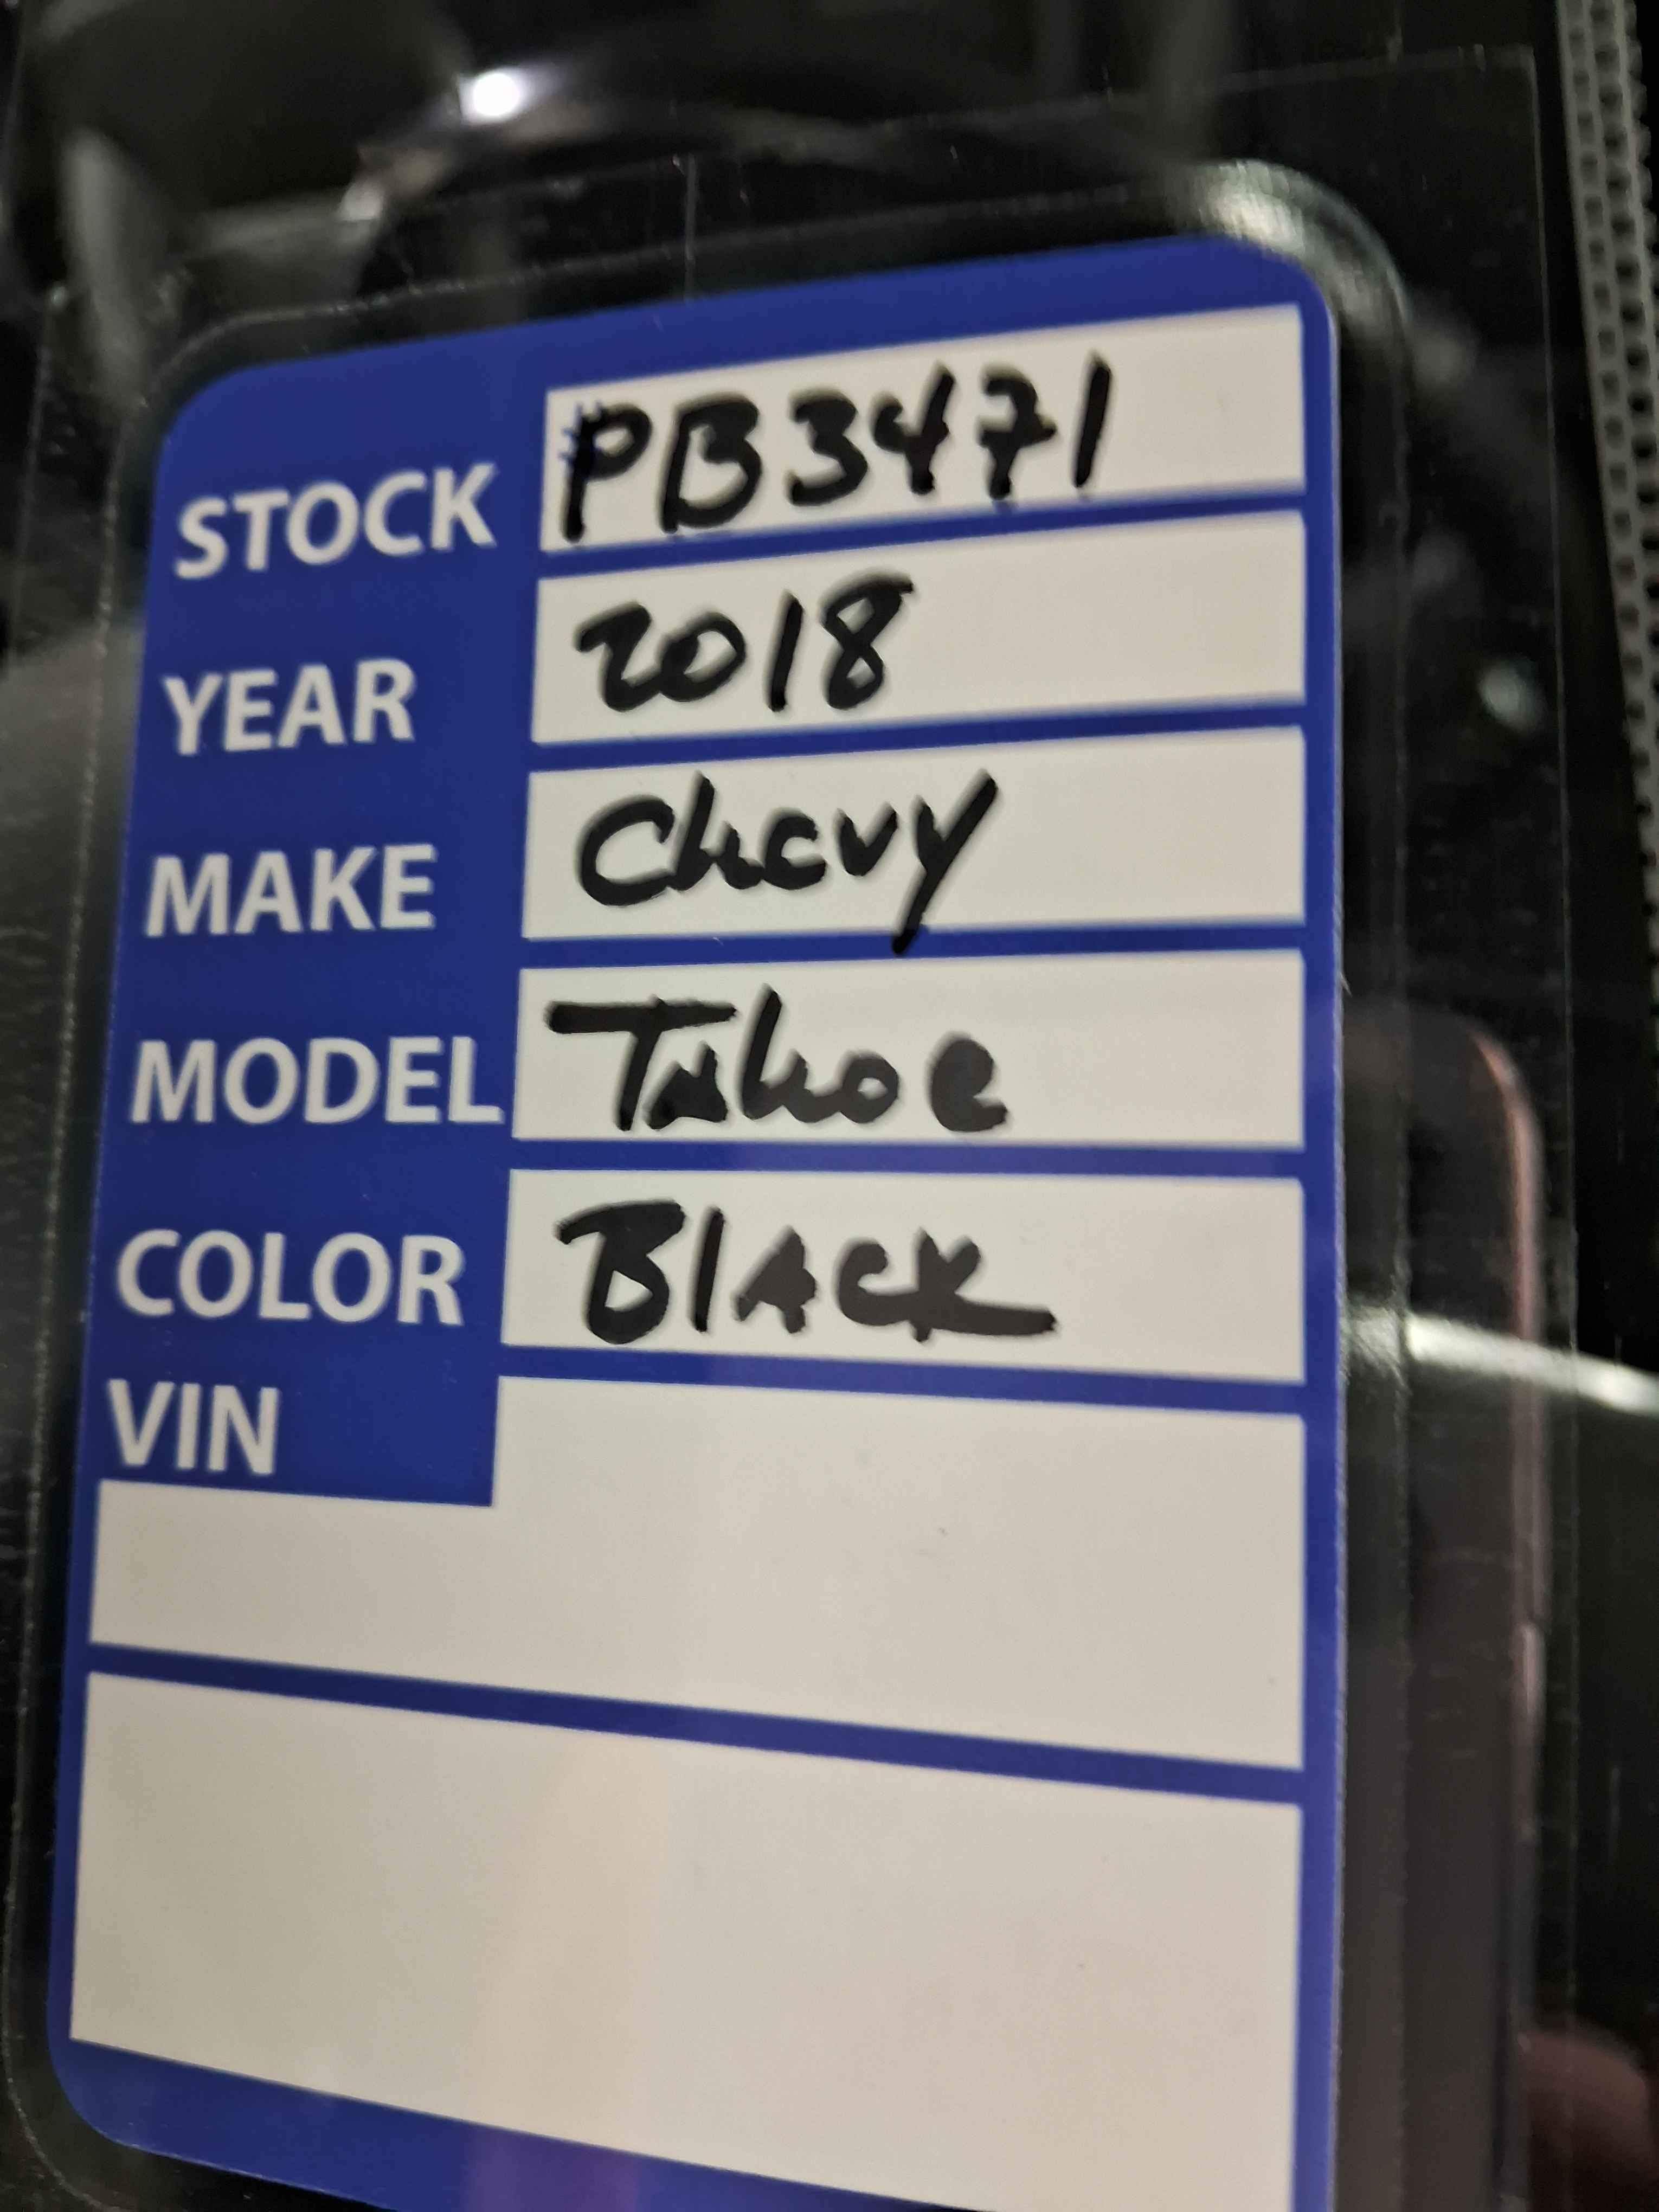 STOCK #PB3471
YEAR 2018
MAKE Chevy
MODEL Tahoe
COLOR Black
VIN